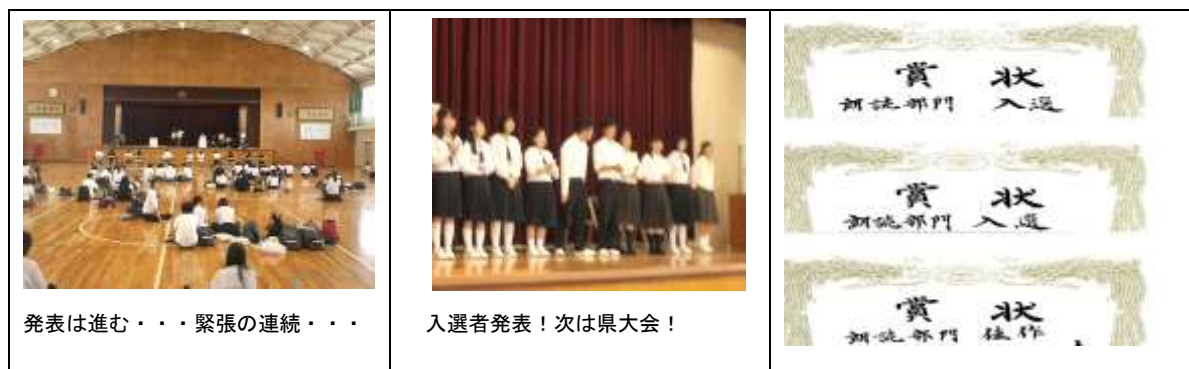 発表は進む・・・緊張の連続・・・
入選者発表！次は県大会！
賞 状
朗読部門 入選
賞 状
朗読部門 入選
賞 状
朗読部門 佳作